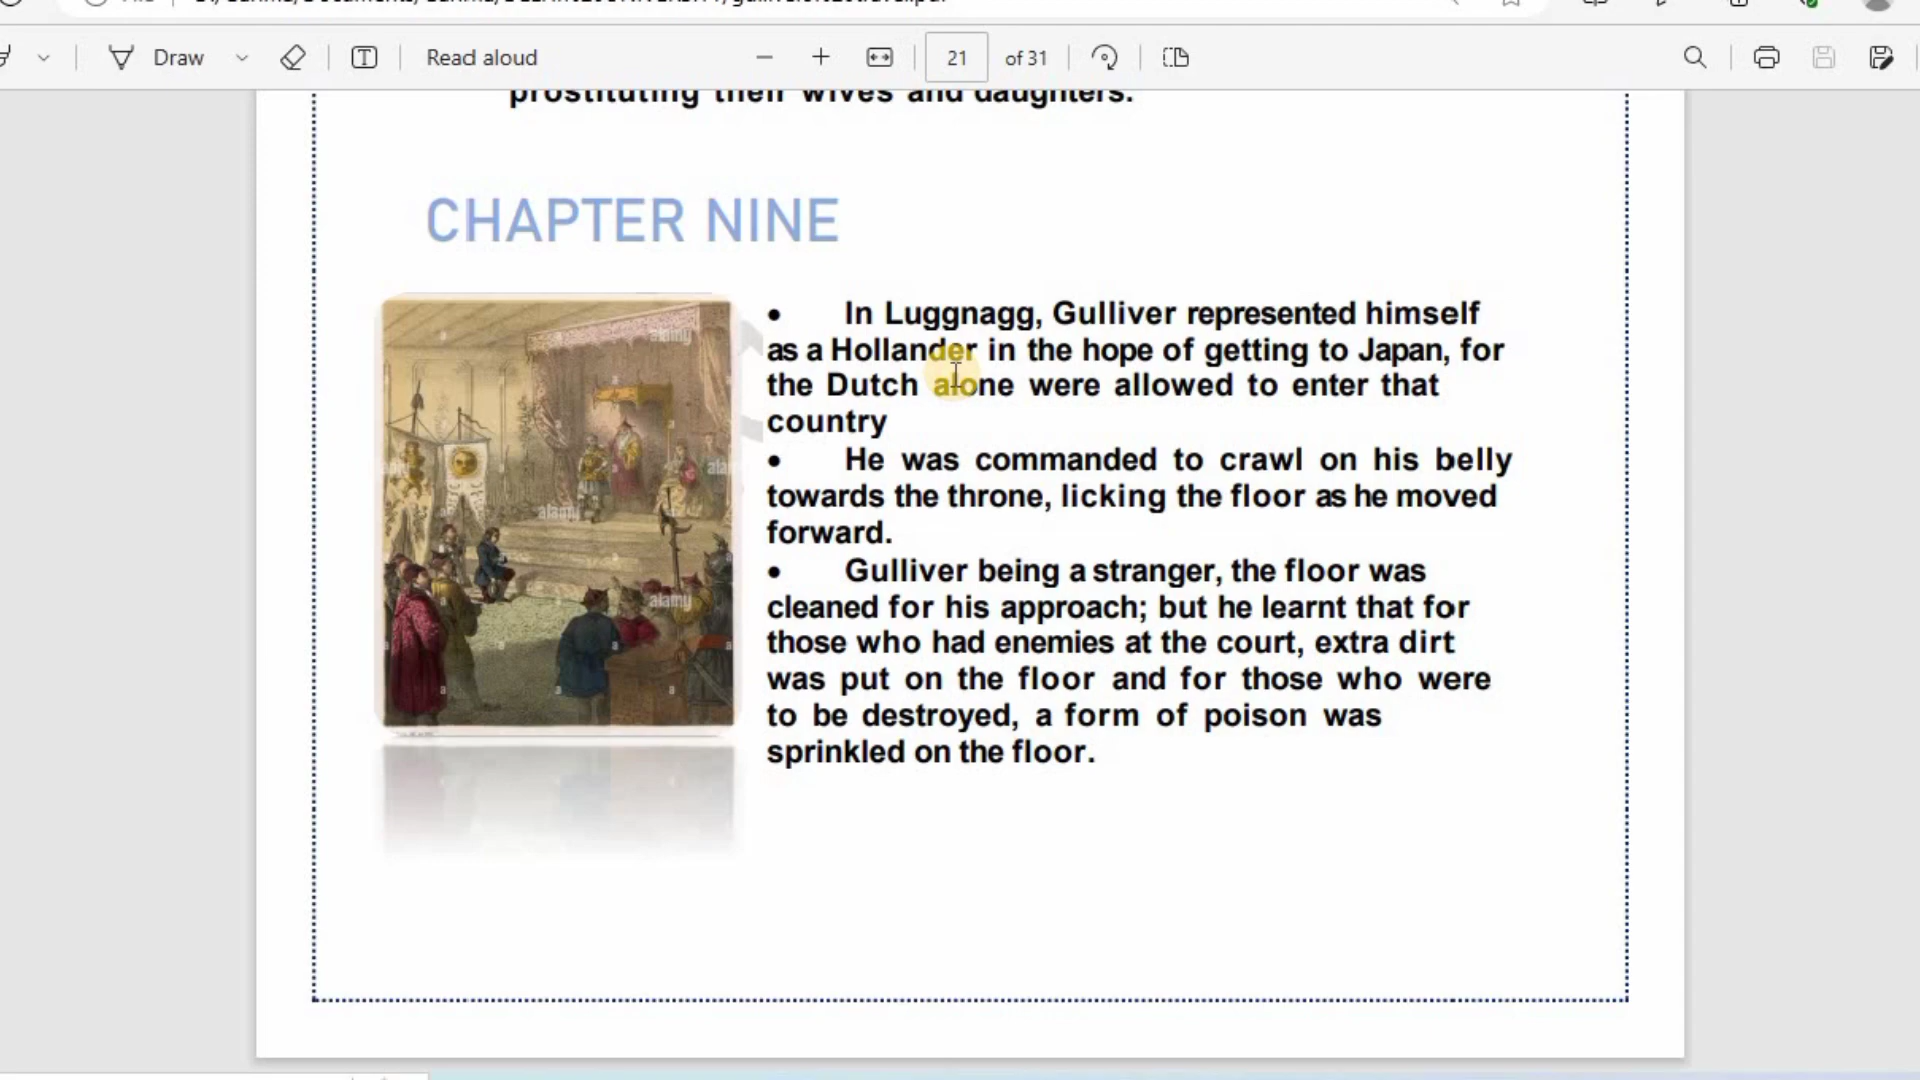 Draw
Read aloud
21
of 31
prostituting their wives and daughters.
CHAPTER NINE
• In Luggnagg, Gulliver represented himself
as a Hollander in the hope of getting to Japan, for
the Dutch alone were allowed to enter that
country
• He was commanded to crawl on his belly
towards the throne, licking the floor as he moved
forward.
• Gulliver being a stranger, the floor was
cleaned for his approach; but he learnt that for
those who had enemies at the court, extra dirt
was put on the floor and for those who were
to be destroyed, a form of poison was
sprinkled on the floor.
alamy
alamy
alamy